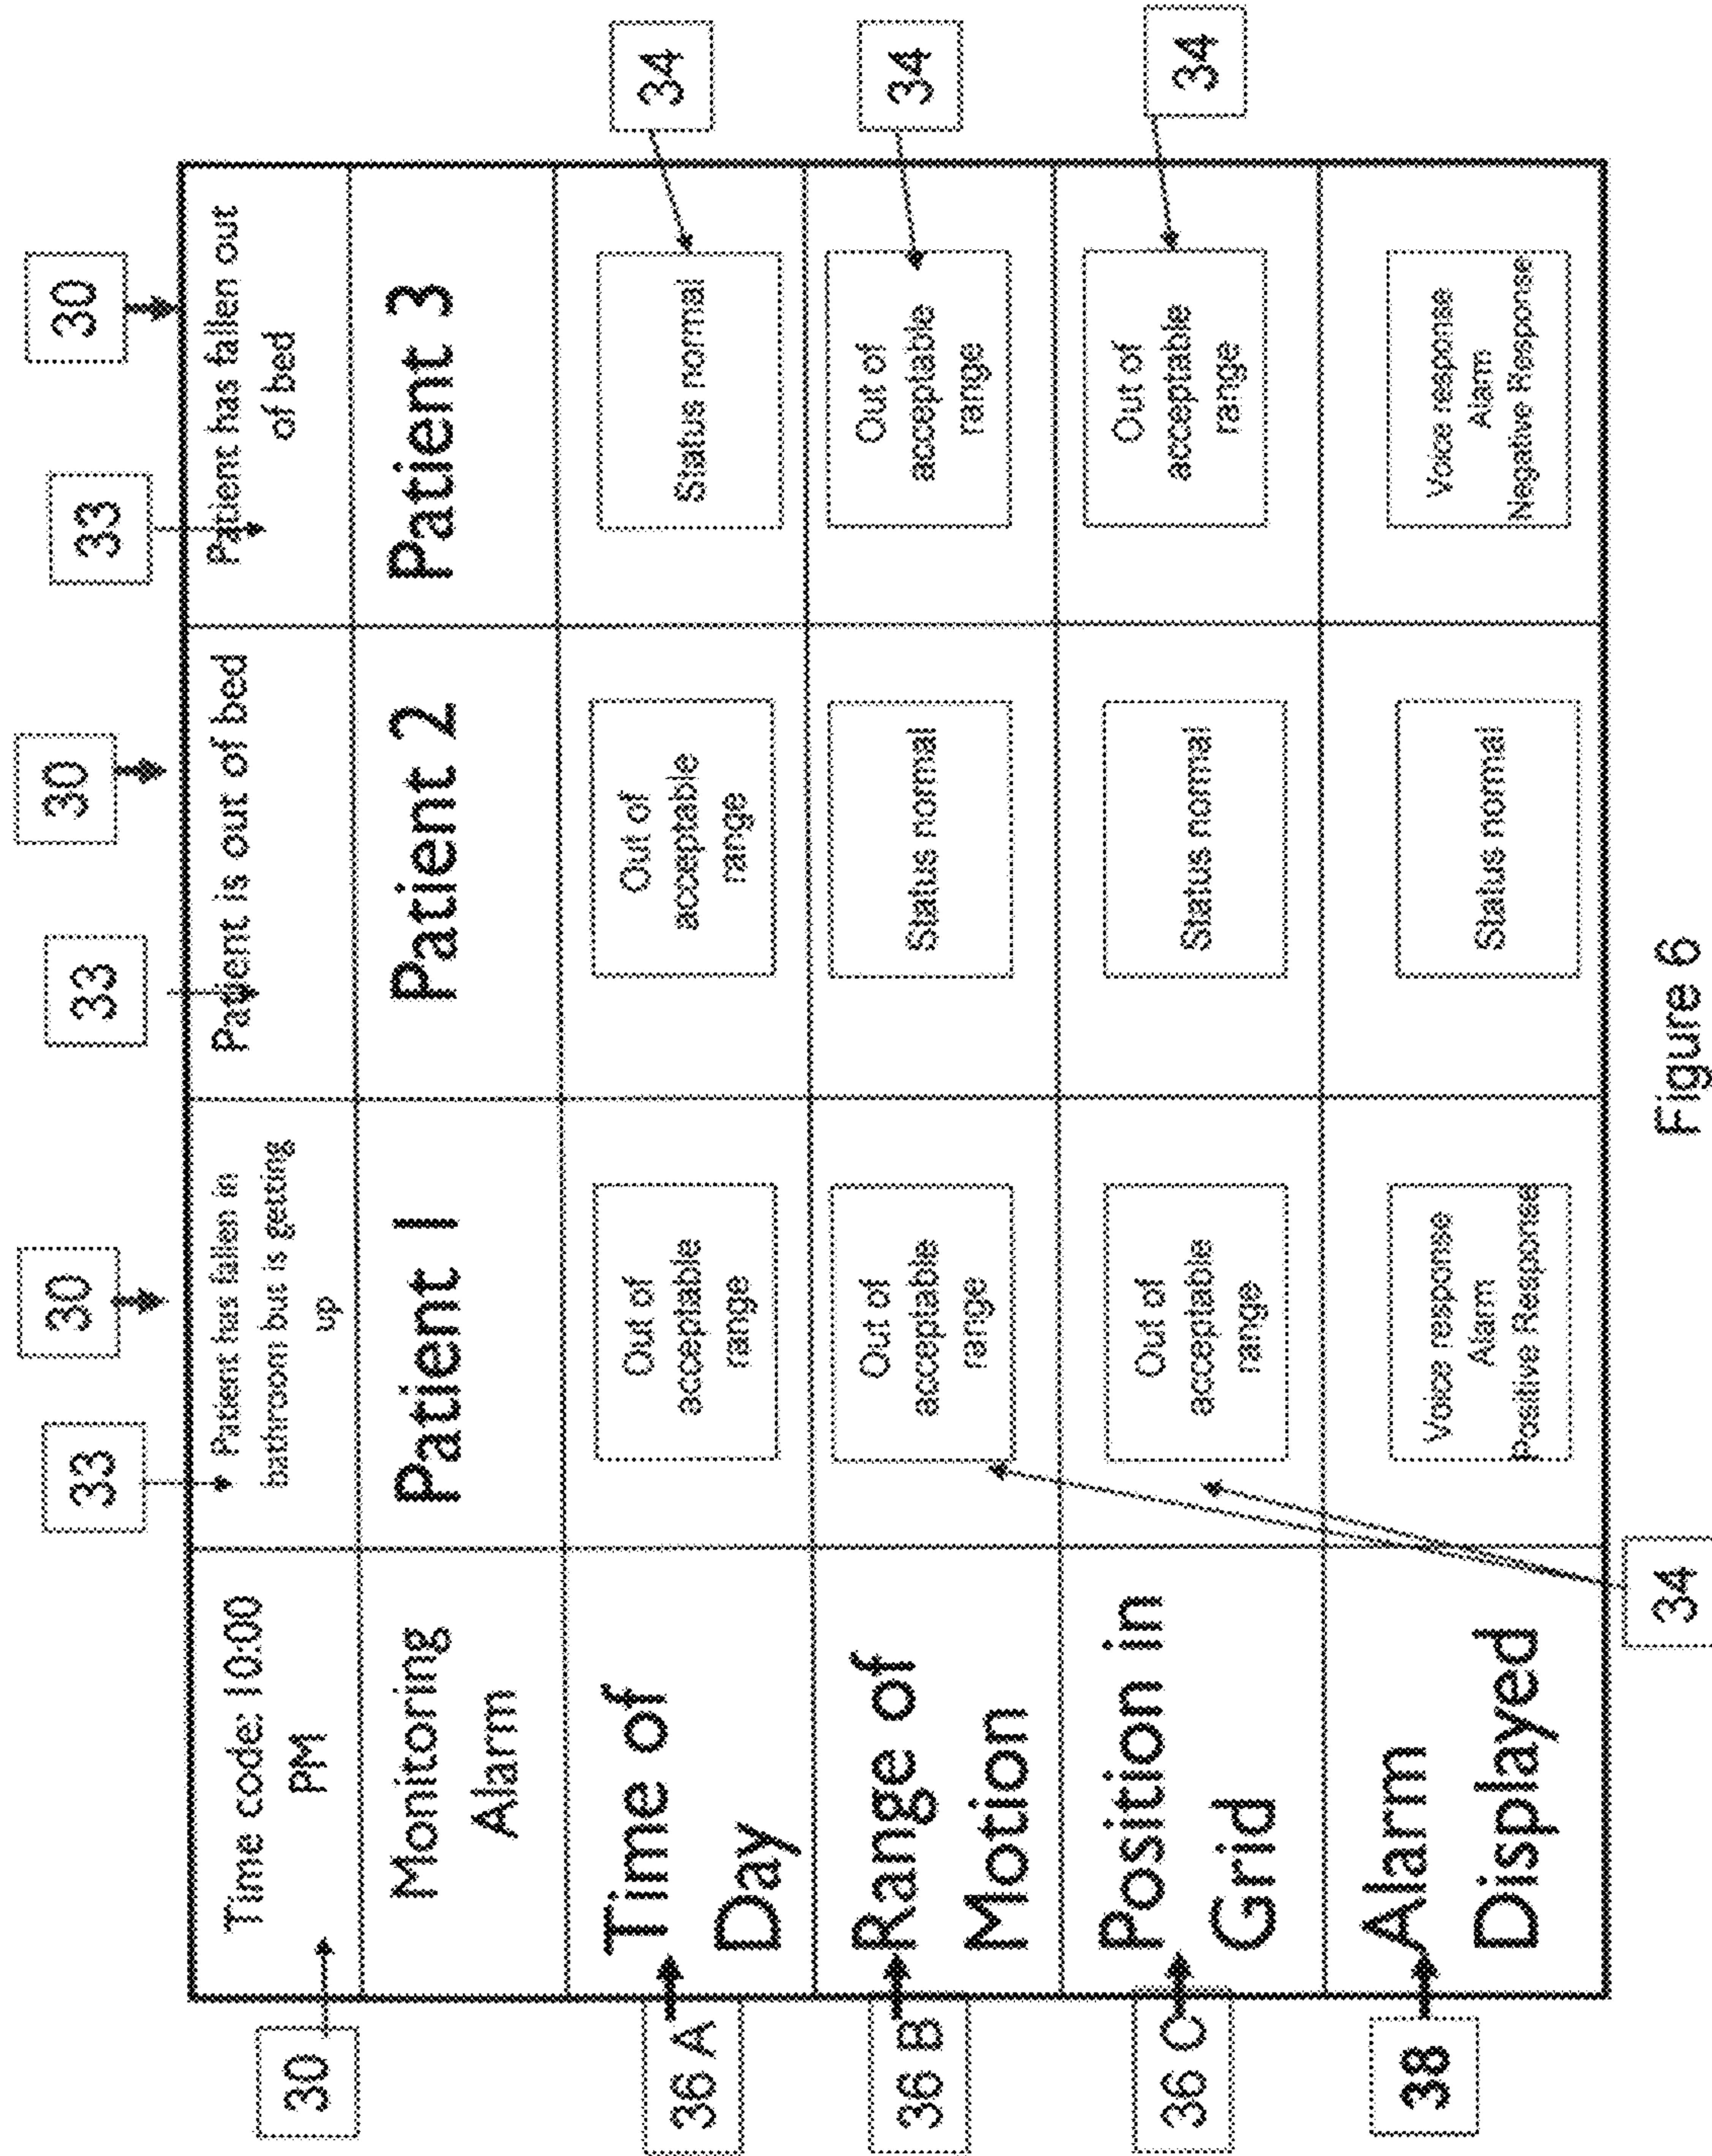 30
33
30
33
30
33
30
Time code: 10:00
PM
Patient has fallen in
bathroom bus is getting
up
Patient is out of bed
Patient has fallen out
of bed
Monitoring
Alarm
Patient 1
Patient 2
Patient 3
36 A
Time of
Day
Out of
acceptable
range
Out of
acceptable
range
Status normal
34
36 B
Range of
Motion
Out of
acceptable
range
Status normal
Out of
acceptable
range
34
36 C
Position in
Grid
Out of
acceptable
range
Status normal
Out of
acceptable
range
34
38
Alarm
Displayed
Voice response
Alarm
Positive Response
Status normal
Voice response
Alarm
Negative Response
34
Figure 6